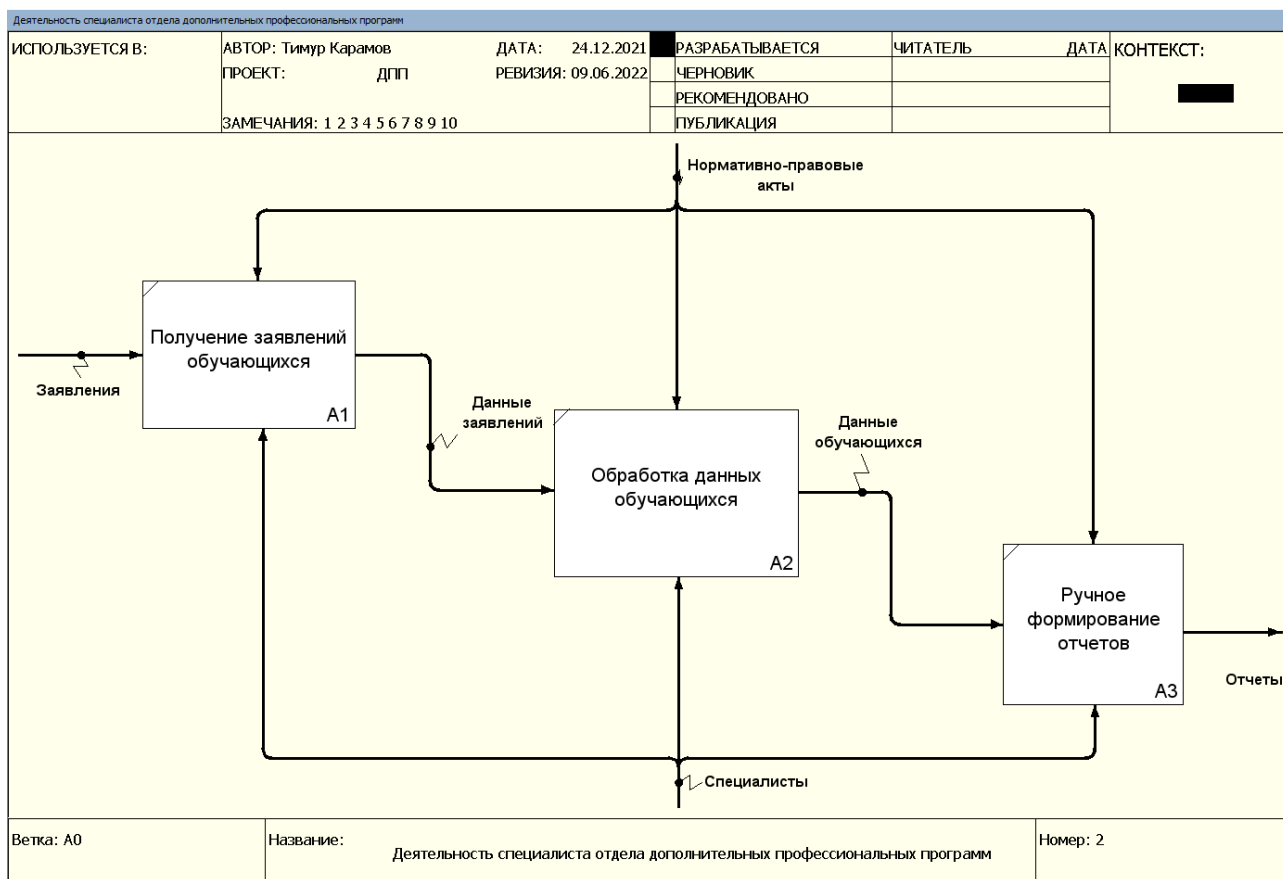 Деятельность специалиста отдела дополнительных профессиональных программ
ИСПОЛЬЗУЕТСЯ В:
АВТОР: Тимур Карамов
ДАТА: 24.12.2021
ПРОЕКТ: ДПП
РЕВИЗИЯ: 09.06.2022
ЗАМЕЧАНИЯ: 1 2 3 4 5 6 7 8 9 10
РАЗРАБАТЫВАЕТСЯ
ЧЕРНОВИК
РЕКОМЕНДОВАНО
ПУБЛИКАЦИЯ
ЧИТАТЕЛЬ ДАТА
КОНТЕКСТ:
Нормативно-правовые
акты
Получение заявлений
обучающихся
A1
Заявления
Данные
заявлений
Данные
обучающихся
Обработка данных
обучающихся
A2
Ручное
формирование
отчетов
A3
Отчеты
Специалисты
Ветка: A0
Название:
Деятельность специалиста отдела дополнительных профессиональных программ
Номер: 2